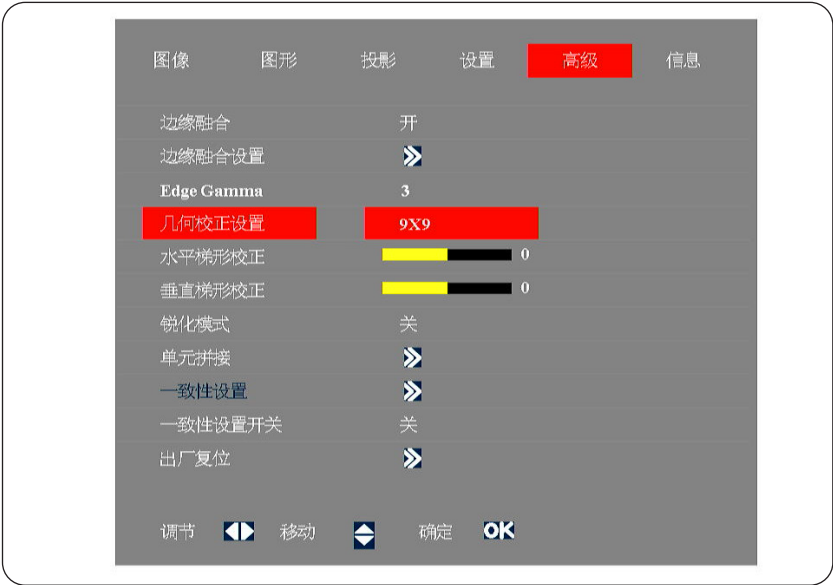 图像 图形 投影 设置 高级 信息
边缘融合 开
边缘融合设置
Edge Gamma 3
几何校正设置 9X9
水平梯形校正 0
垂直梯形校正 0
锐化模式 关
单元拼接
一致性设置
一致性设置开关 关
出厂复位
调节 移动 确定 OK